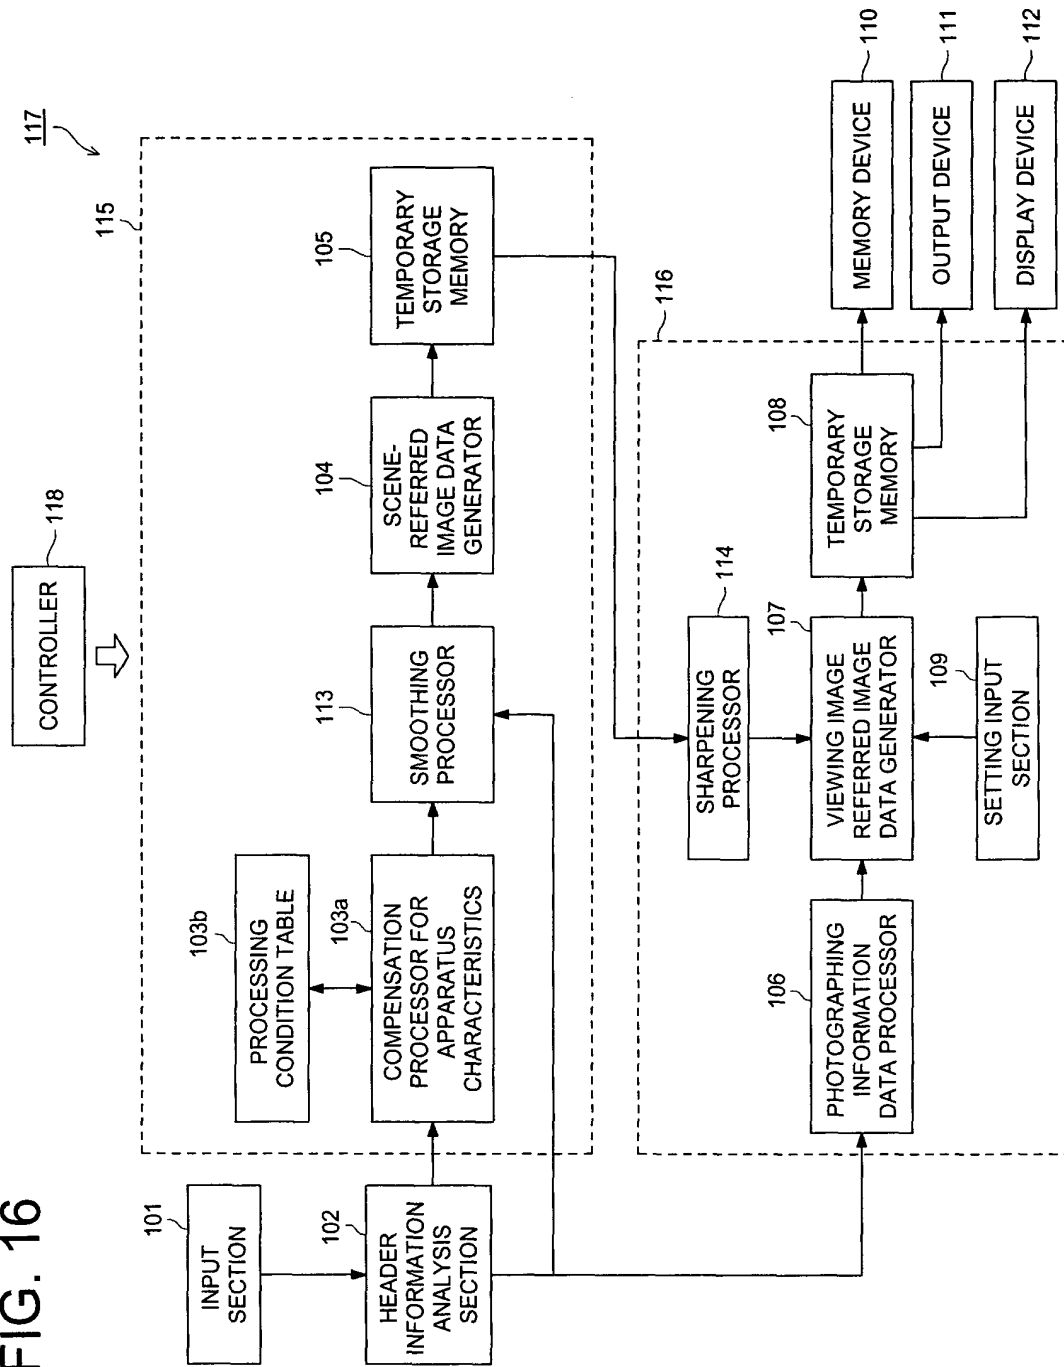 FIG. 16
117
CONTROLLER
118
115
INPUT
SECTION
101
HEADER
INFORMATION
ANALYSIS
SECTION
102
PROCESSING
CONDITION TABLE
103b
COMPENSATION
PROCESSOR FOR
APPARATUS
CHARACTERISTICS
103a
SMOOTHING
PROCESSOR
113
SCENE-
REFERRED
IMAGE DATA
GENERATOR
104
TEMPORARY
STORAGE
MEMORY
105
116
PHOTOGRAPHING
INFORMATION
DATA PROCESSOR
106
SHARPENING
PROCESSOR
114
VIEWING IMAGE
REFERRED IMAGE
DATA GENERATOR
107
SETTING INPUT
SECTION
109
TEMPORARY
STORAGE
MEMORY
108
MEMORY DEVICE
110
OUTPUT DEVICE
111
DISPLAY DEVICE
112